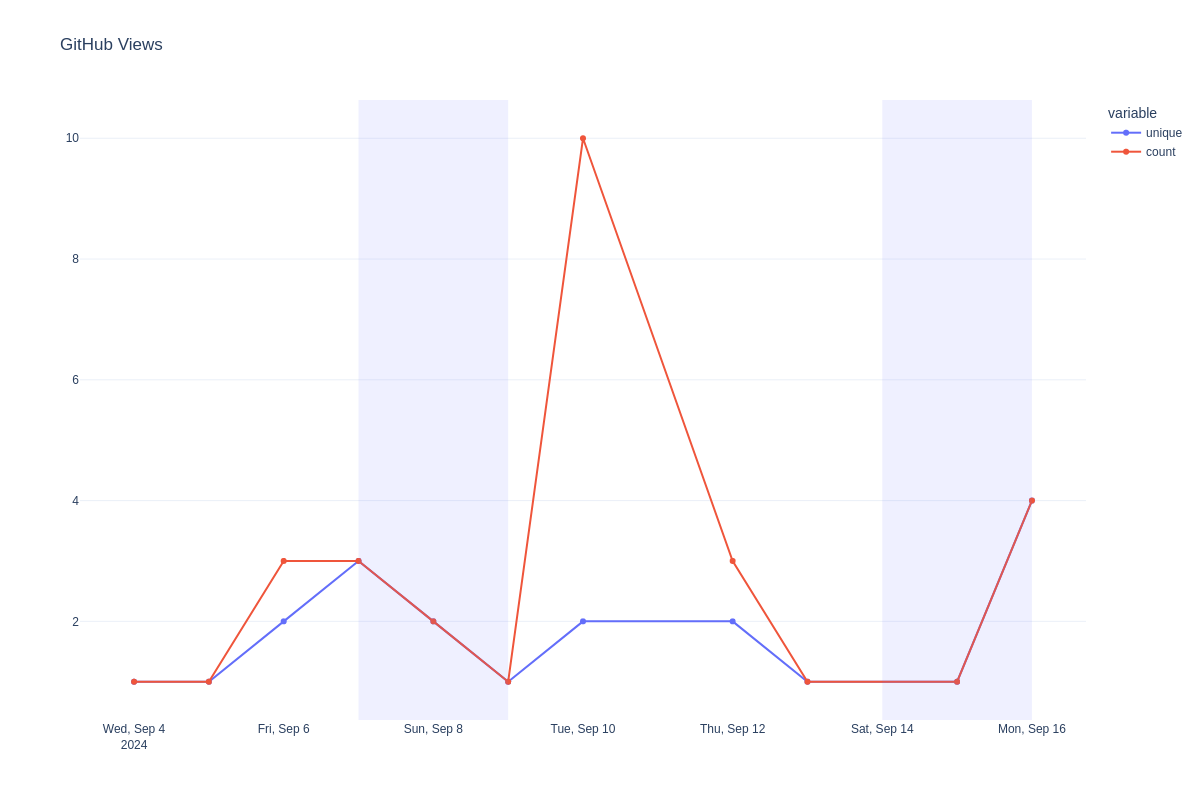 GitHub Views
variable
unique
count
10
8
6
4
2
Wed, Sep 4
2024
Fri, Sep 6
Sun, Sep 8
Tue, Sep 10
Thu, Sep 12
Sat, Sep 14
Mon, Sep 16